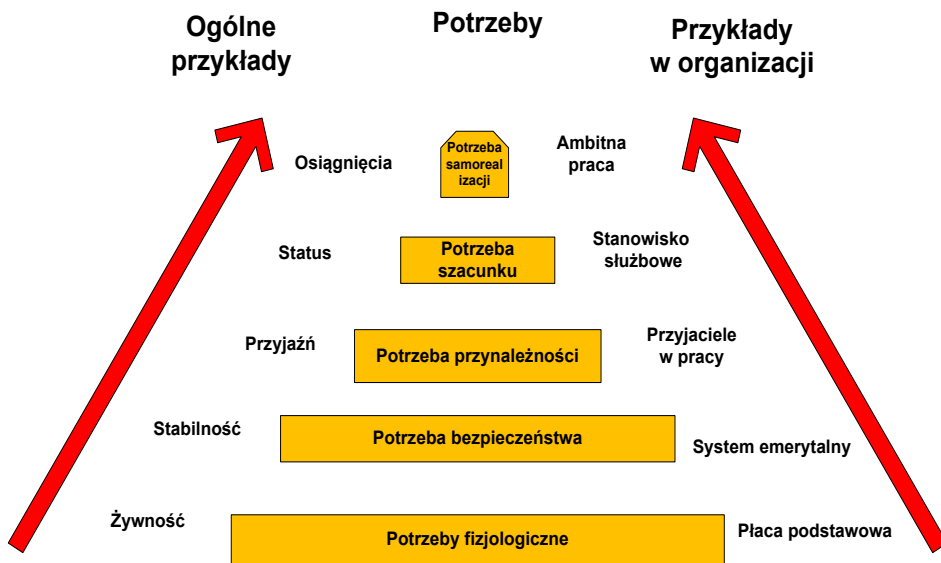 Ogólne
przykłady
Potrzeby
Przykłady
w organizacji
Osiągnięcia
Potrzeba
samoreal
izacji
Ambitna
praca
Status
Potrzeba
szacunku
Stanowisko
służbowe
Przyjaźń
Potrzeba przynależności
Przyjaciele
w pracy
Stabilność
Potrzeba bezpieczeństwa
System emerytalny
Żywność
Potrzeby fizjologiczne
Płaca podstawowa